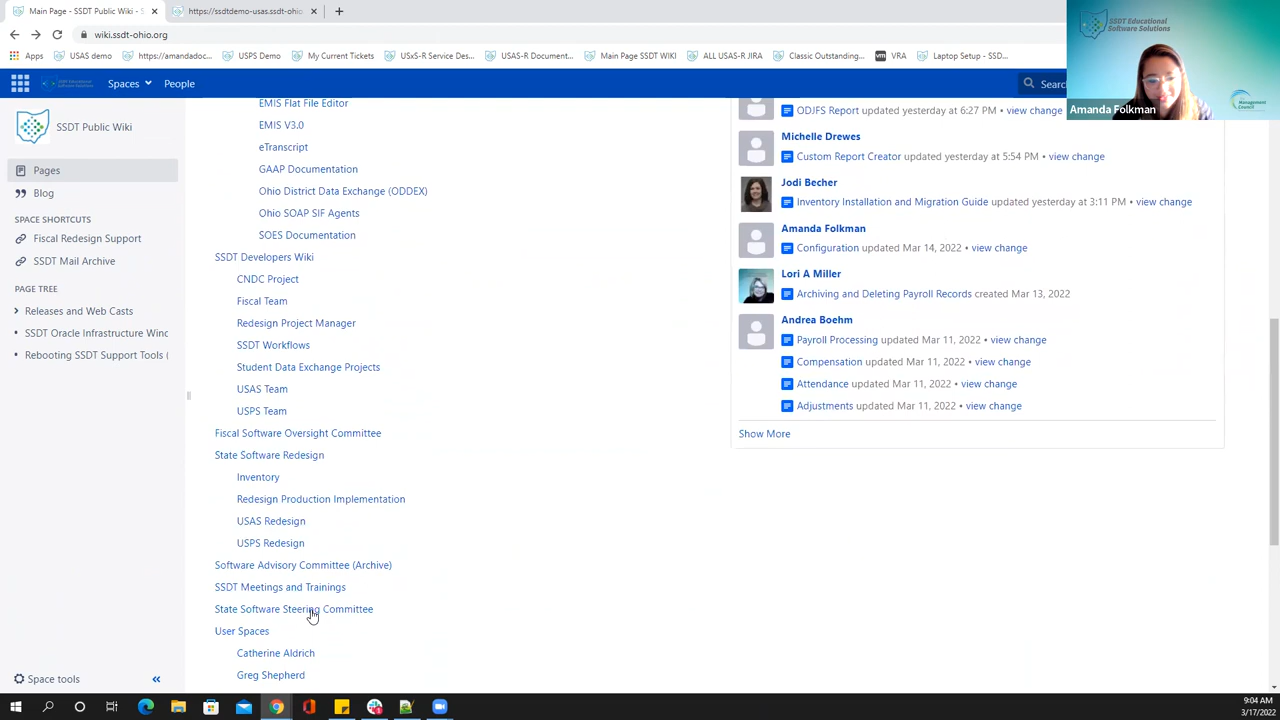 Main Page - SSDT Public Wiki
https://ssdtdemo-usas.ssdt-ohio
wiki.ssdt-ohio.org
Apps
USAS demo
https://amandadoc...
USPS Demo
My Current Tickets
USxS-R Service Des...
USAS-R Document...
Main Page SSDT WIKI
ALL USAS-R JIRA
Classic Outstanding...
vm VRA
Laptop Setup - SSD...
SSDT Educational
Software Solutions
Management
Council
Amanda Folkman
Spaces
People
Searc
SSDT Public Wiki
Pages
Blog
SPACE SHORTCUTS
Fiscal Redesign Support
SSDT Mail Archive
PAGE TREE
Releases and Web Casts
SSDT Oracle Infrastructure Winc
Rebooting SSDT Support Tools (
Space tools
EMIS Flat File Editor
EMIS V3.0
eTranscript
GAAP Documentation
Ohio District Data Exchange (ODDEX)
Ohio SOAP SIF Agents
SOES Documentation
SSDT Developers Wiki
CNDC Project
Fiscal Team
Redesign Project Manager
SSDT Workflows
Student Data Exchange Projects
USAS Team
USPS Team
Fiscal Software Oversight Committee
State Software Redesign
Inventory
Redesign Production Implementation
USAS Redesign
USPS Redesign
Software Advisory Committee (Archive)
SSDT Meetings and Trainings
State Software Steering Committee
User Spaces
Catherine Aldrich
Greg Shepherd
ODJFS Report updated yesterday at 6:27 PM • view change
Michelle Drewes
Custom Report Creator updated yesterday at 5:54 PM • view change
Jodi Becher
Inventory Installation and Migration Guide updated yesterday at 3:11 PM • view change
Amanda Folkman
Configuration updated Mar 14, 2022 • view change
Lori A Miller
Archiving and Deleting Payroll Records created Mar 13, 2022
Andrea Boehm
Payroll Processing updated Mar 11, 2022 • view change
Compensation updated Mar 11, 2022 • view change
Attendance updated Mar 11, 2022 • view change
Adjustments updated Mar 11, 2022 • view change
Show More
9:04 AM
3/17/2022